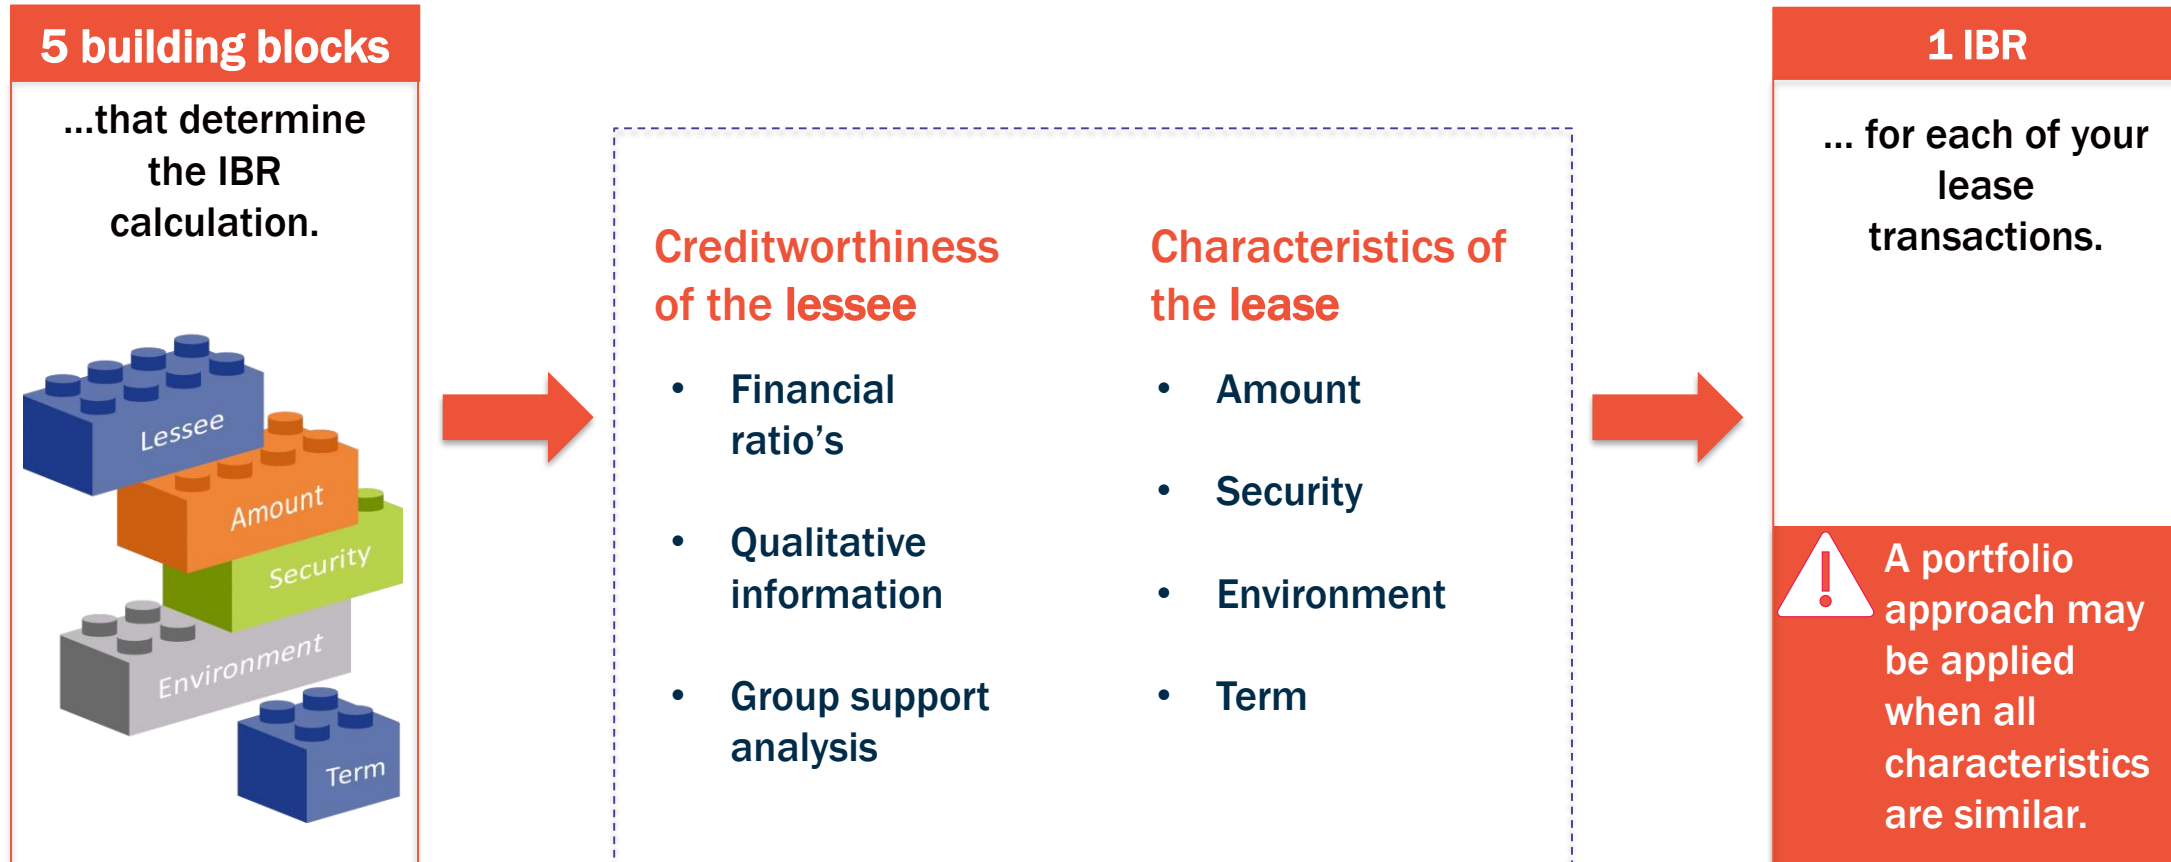 5 building blocks
...that determine
the IBR
calculation.
Lessee
Amount
Security
Environment
Term
Creditworthiness
of the lessee
• Financial
ratio’s
• Qualitative
information
• Group support
analysis
Characteristics of
the lease
• Amount
• Security
• Environment
• Term
1 IBR
... for each of your
lease
transactions.
A portfolio
approach may
be applied
when all
characteristics
are similar.